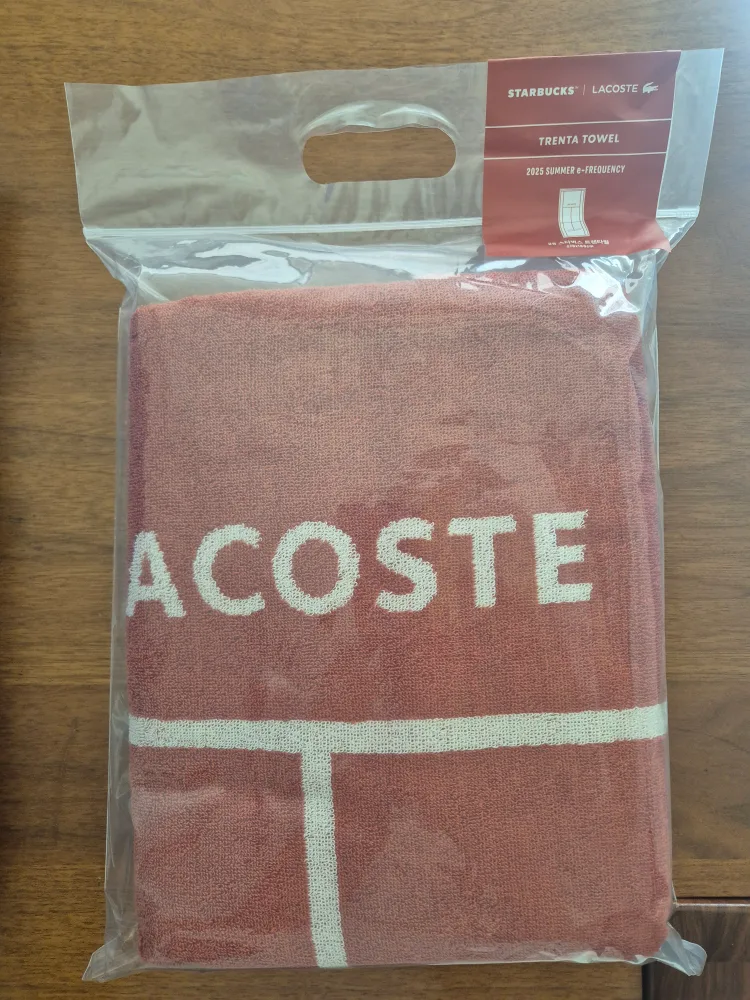 STARBUCKS | LACOSTE
TRENTA TOWEL
2025 SUMMER e-FREQUENCY
ACOSTE